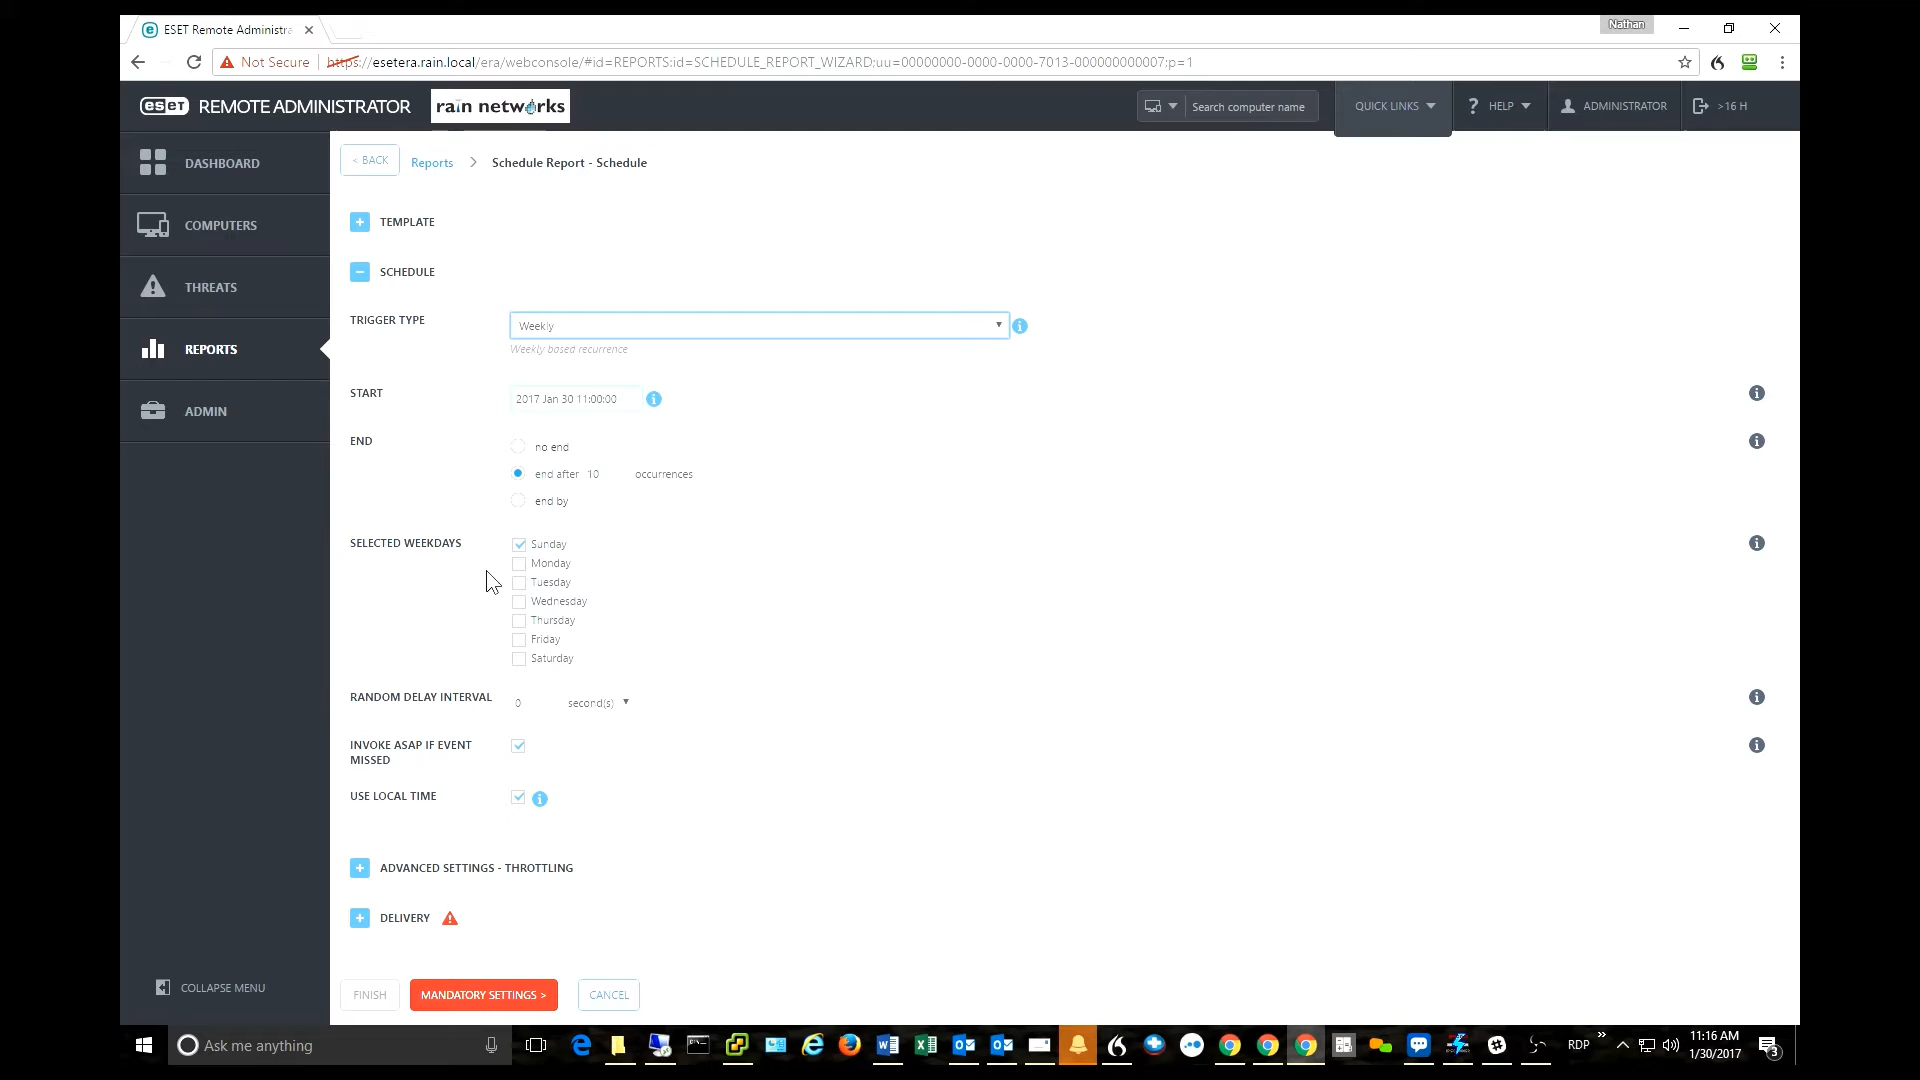 ESET Remote Administra
Nathan
Not Secure | https://esetera.rain.local/era/webconsole/#id=REPORTS:id=SCHEDULE_REPORT_WIZARD;uu=00000000-0000-0000-7013-000000000007;p=1
eset REMOTE ADMINISTRATOR rain networks
Search computer name
QUICK LINKS
? HELP
ADMINISTRATOR
>16 H
DASHBOARD
COMPUTERS
THREATS
REPORTS
ADMIN
COLLAPSE MENU
< BACK Reports > Schedule Report - Schedule
+ TEMPLATE
− SCHEDULE
TRIGGER TYPE Weekly
Weekly based recurrence
START 2017 Jan 30 11:00:00
END
no end
end after 10 occurrences
end by
SELECTED WEEKDAYS
Sunday
Monday
Tuesday
Wednesday
Thursday
Friday
Saturday
RANDOM DELAY INTERVAL 0 second(s)
INVOKE ASAP IF EVENT
MISSED
USE LOCAL TIME
+ ADVANCED SETTINGS - THROTTLING
+ DELIVERY
FINISH MANDATORY SETTINGS > CANCEL
Ask me anything
RDP
11:16 AM
1/30/2017
3